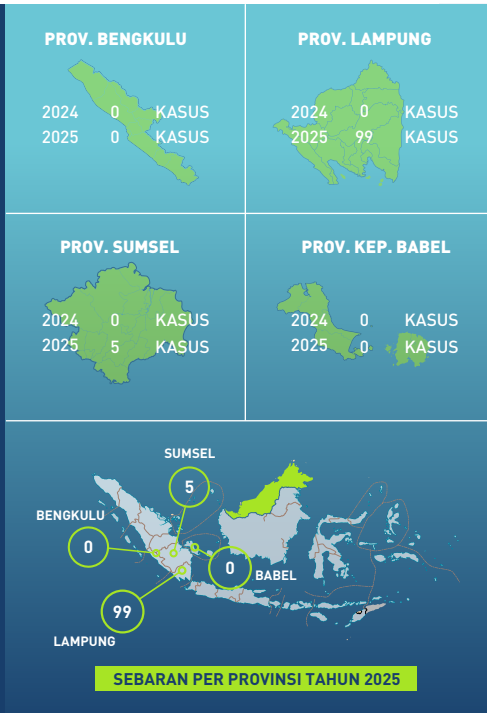 PROV. BENGKULU
2024 0 KASUS
2025 0 KASUS
PROV. LAMPUNG
2024 0 KASUS
2025 99 KASUS
PROV. SUMSEL
2024 0 KASUS
2025 5 KASUS
PROV. KEP. BABEL
2024 0 KASUS
2025 0 KASUS
SUMSEL
5
BENGKULU
0
0
BABEL
99
LAMPUNG
SEBARAN PER PROVINSI TAHUN 2025